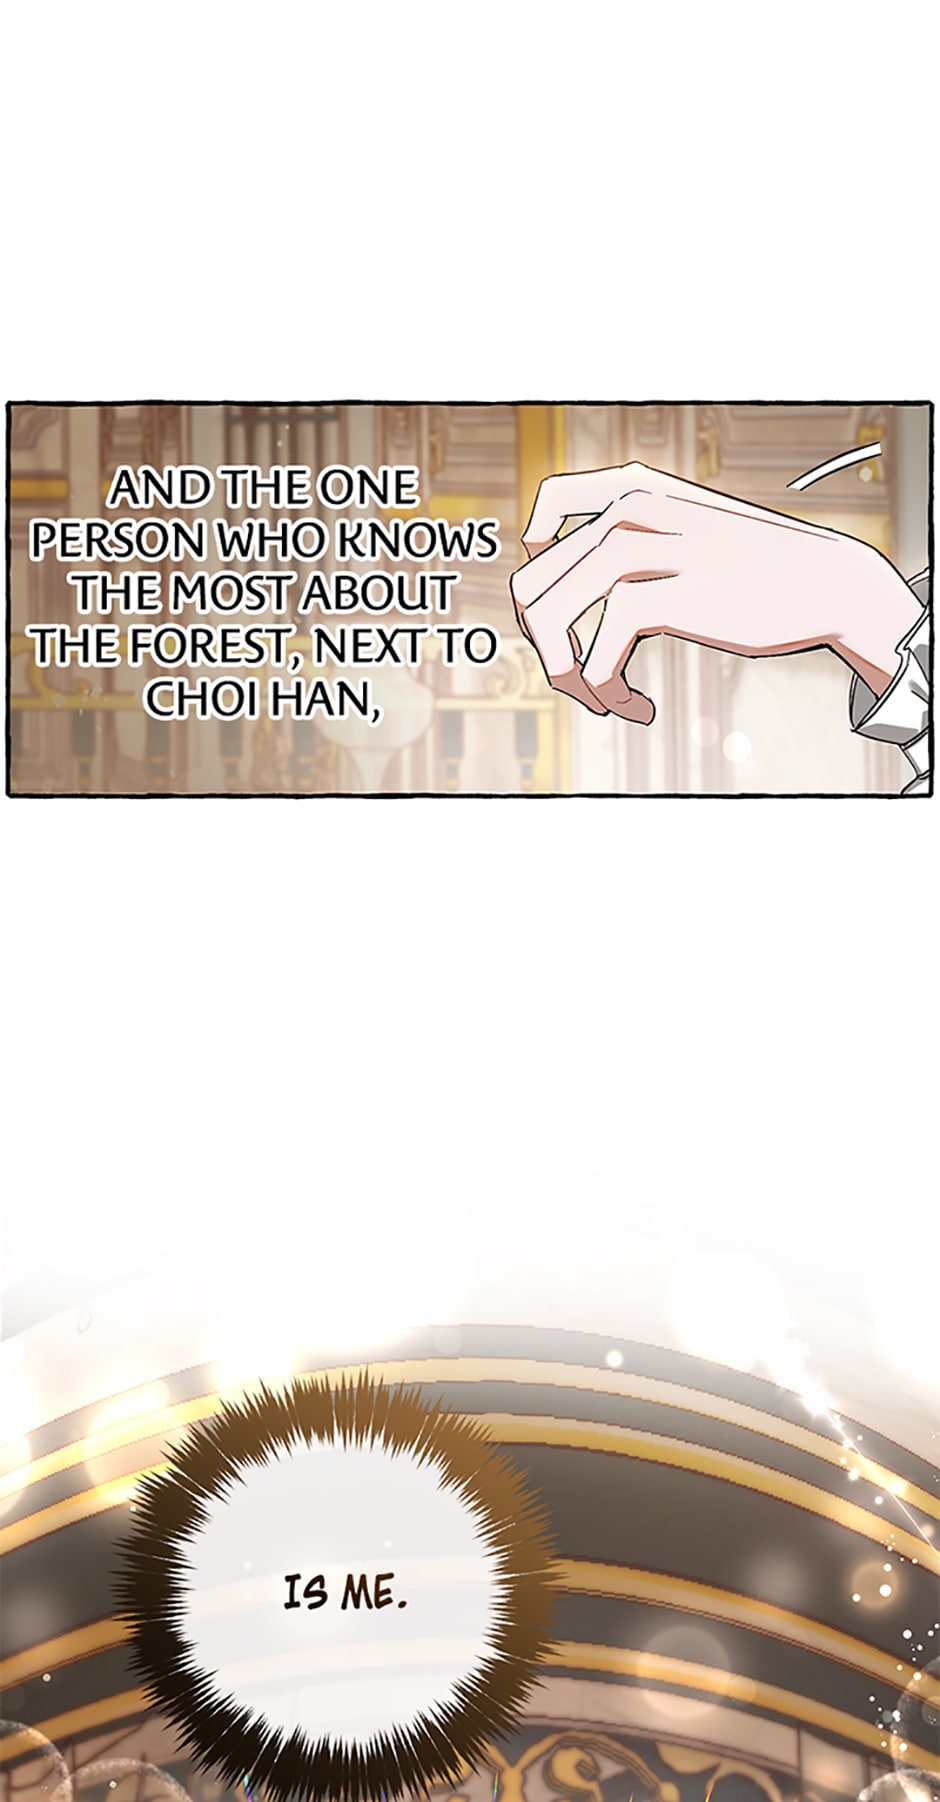 AND THE ONE
PERSON WHO KNOWS
THE MOST ABOUT
THE FOREST, NEXT TO
CHOI HAN,
IS ME.